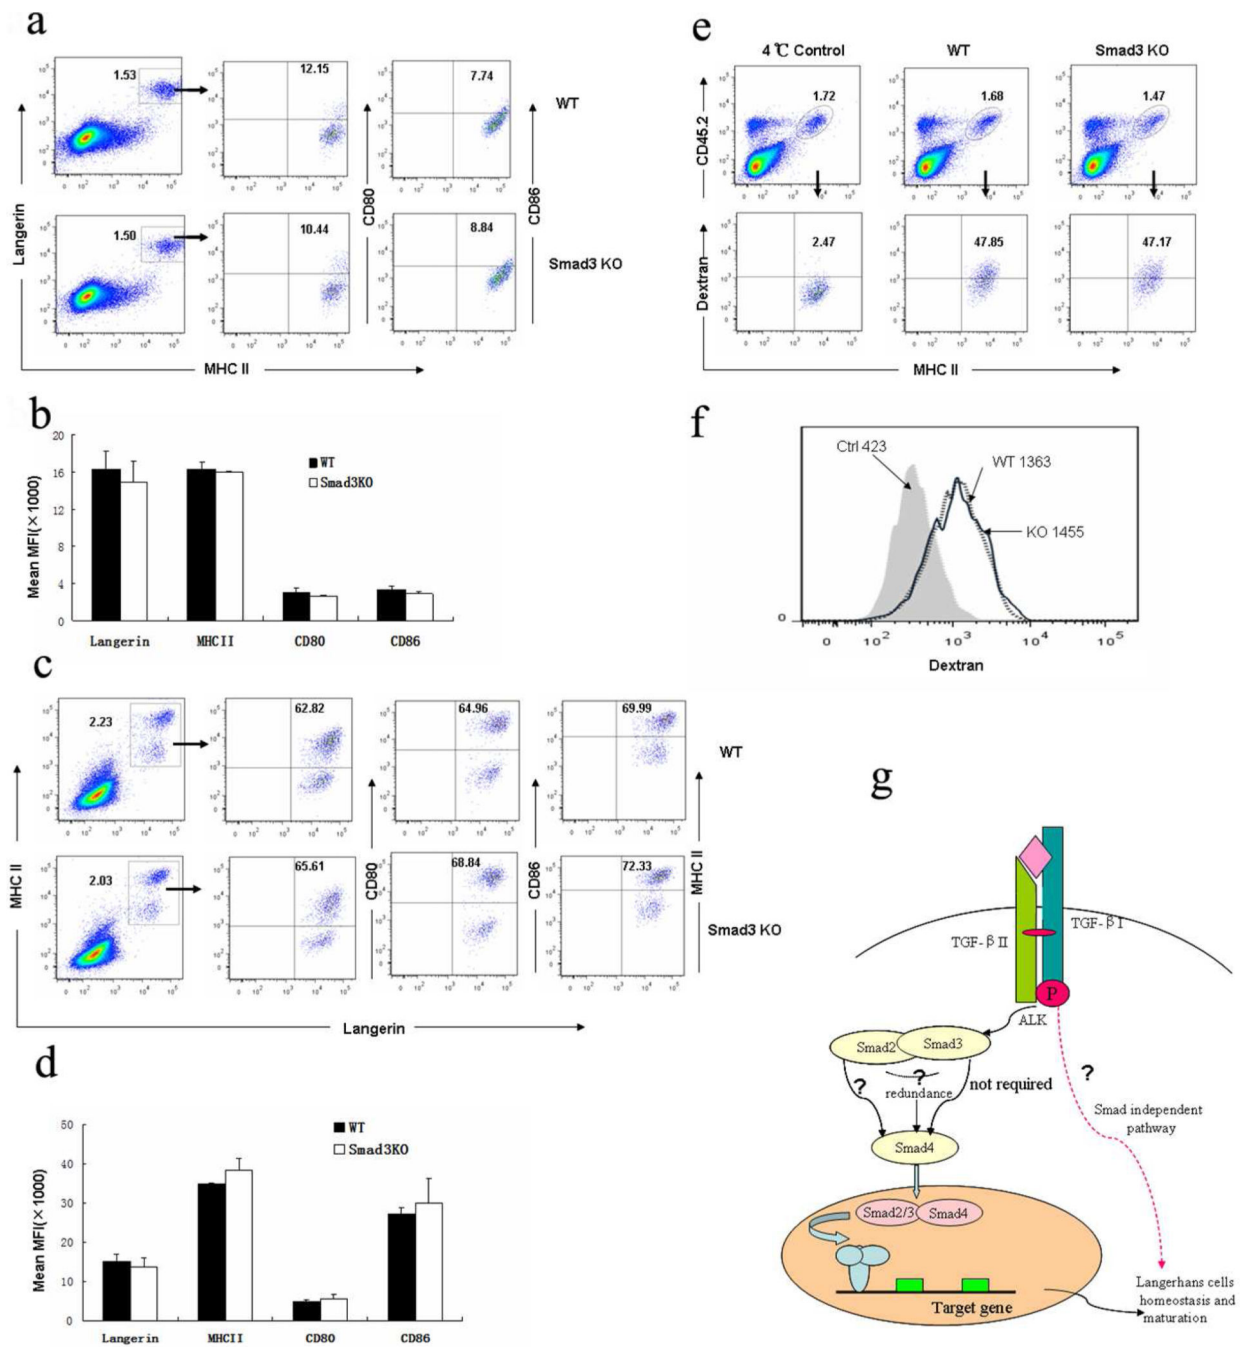 a
1.53
12.15
7.74
WT
Langerin
CD80
CD86
1.50
10.44
8.84
Smad3 KO
MHC II
b
Mean MFI(×1000)
20
16
12
8
4
0
WT
Smad3KO
Langerin MHCII CD80 CD86
c
2.23
62.82
64.96
69.99
WT
MHC II
CD80
CD86
MHC II
2.03
65.61
68.84
72.33
Smad3 KO
Langerin
d
Mean MFI(×1000)
50
40
30
20
10
0
WT
Smad3KO
Langerin MHCII CD80 CD86
e
4 ℃ Control WT Smad3 KO
CD45.2
1.72
1.68
1.47
Dextran
2.47
47.85
47.17
MHC II
f
Ctrl 423
WT 1363
KO 1455
0
0 10² 10³ 10⁴ 10⁵
Dextran
g
TGF-βII
TGF-βI
P
ALK
Smad2
Smad3
?
?
redundance
not required
?
Smad independent
pathway
Smad4
Smad2/3
Smad4
Target gene
Langerhans cells
homeostasis and
maturation